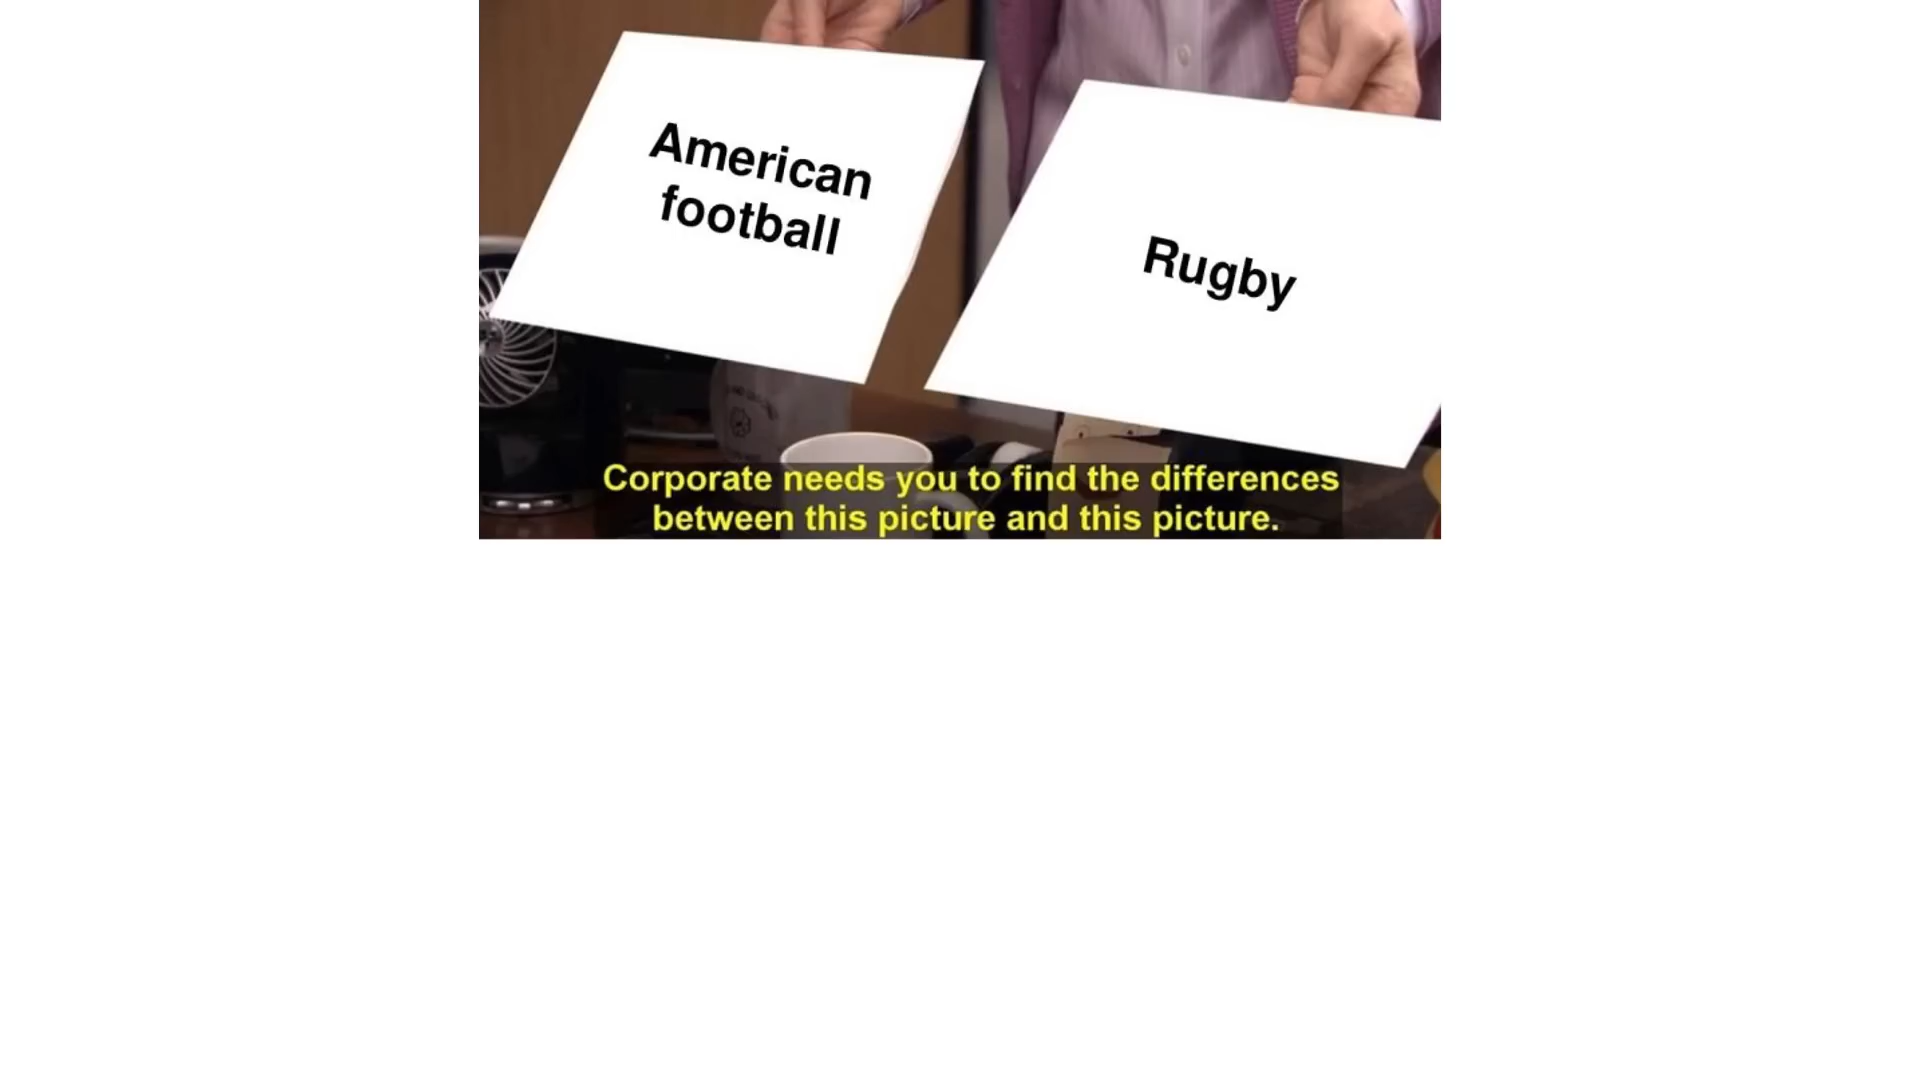 American
football
Rugby
Corporate needs you to find the differences
between this picture and this picture.